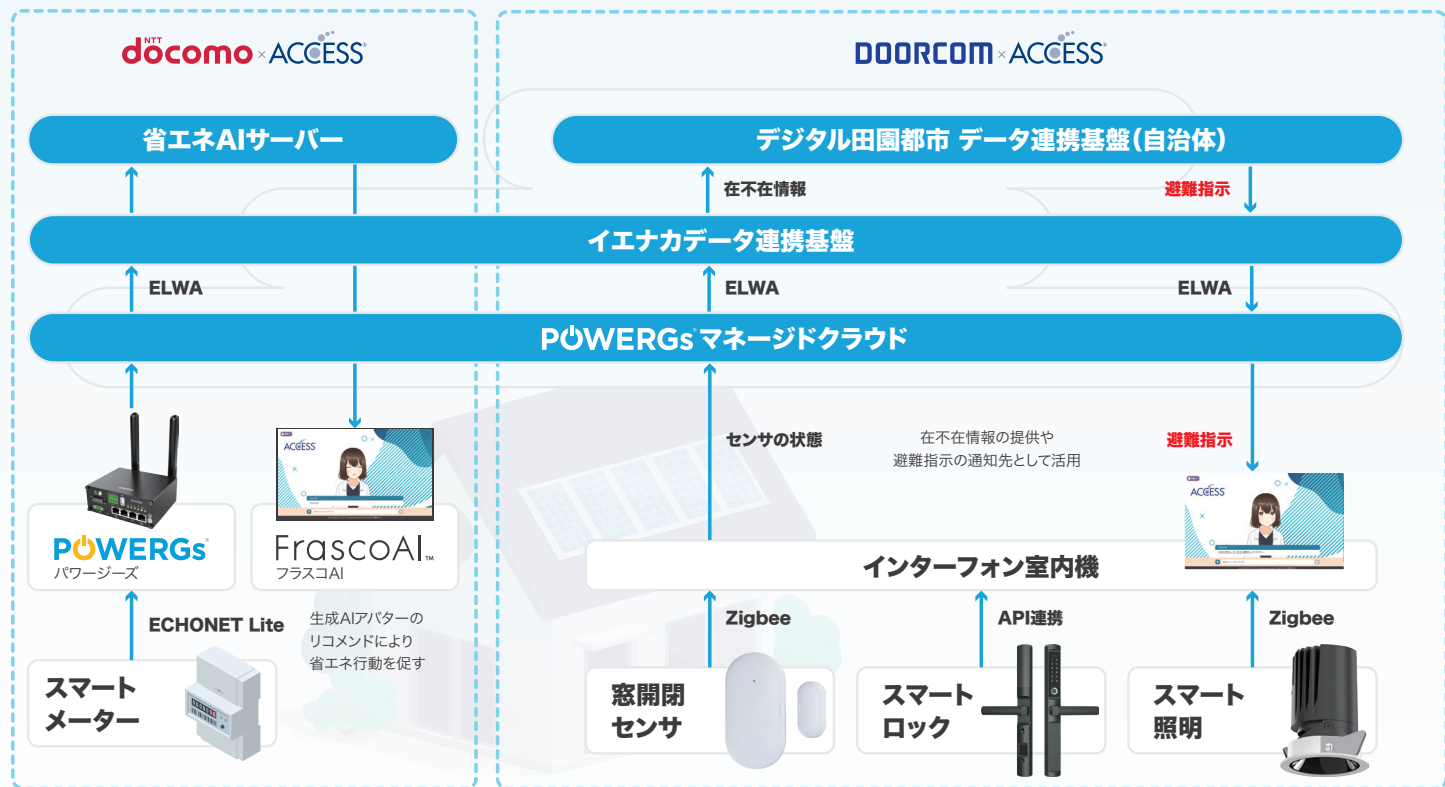 NTT
döcomo × ACCESS®
省エネAIサーバー
ELWA
POWERGs®
パワージーズ
ACCESS
FrascoAI™
フラスコAI
ECHONET Lite
生成AIアバターの
リコメンドにより
省エネ行動を促す
スマート
メーター
DOORCOM × ACCESS®
デジタル田園都市 データ連携基盤(自治体)
在不在情報
避難指示
イエナカデータ連携基盤
ELWA
ELWA
POWERGs® マネージドクラウド
センサの状態
在不在情報の提供や
避難指示の通知先として活用
避難指示
ACCESS
インターフォン室内機
Zigbee
API連携
Zigbee
窓開閉
センサ
スマート
ロック
スマート
照明